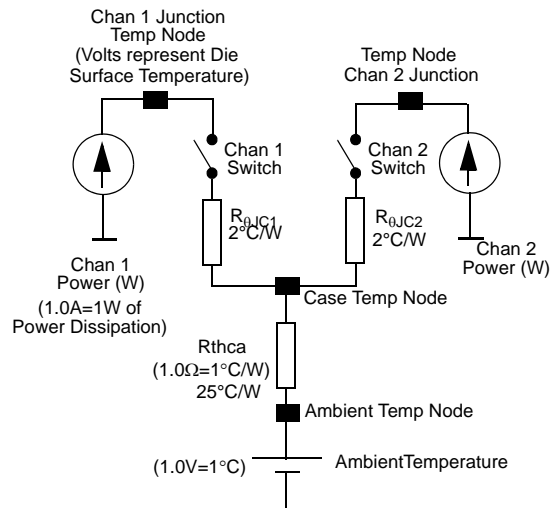 Chan 1 Junction
Temp Node
(Volts represent Die
Surface Temperature)
Temp Node
Chan 2 Junction
Chan 1
Switch
Chan 2
Switch
RθJC1
2°C/W
RθJC2
2°C/W
Chan 1
Power (W)
(1.0A=1W of
Power Dissipation)
Chan 2
Power (W)
Case Temp Node
Rthca
(1.0Ω=1°C/W)
25°C/W
Ambient Temp Node
(1.0V=1°C)
AmbientTemperature